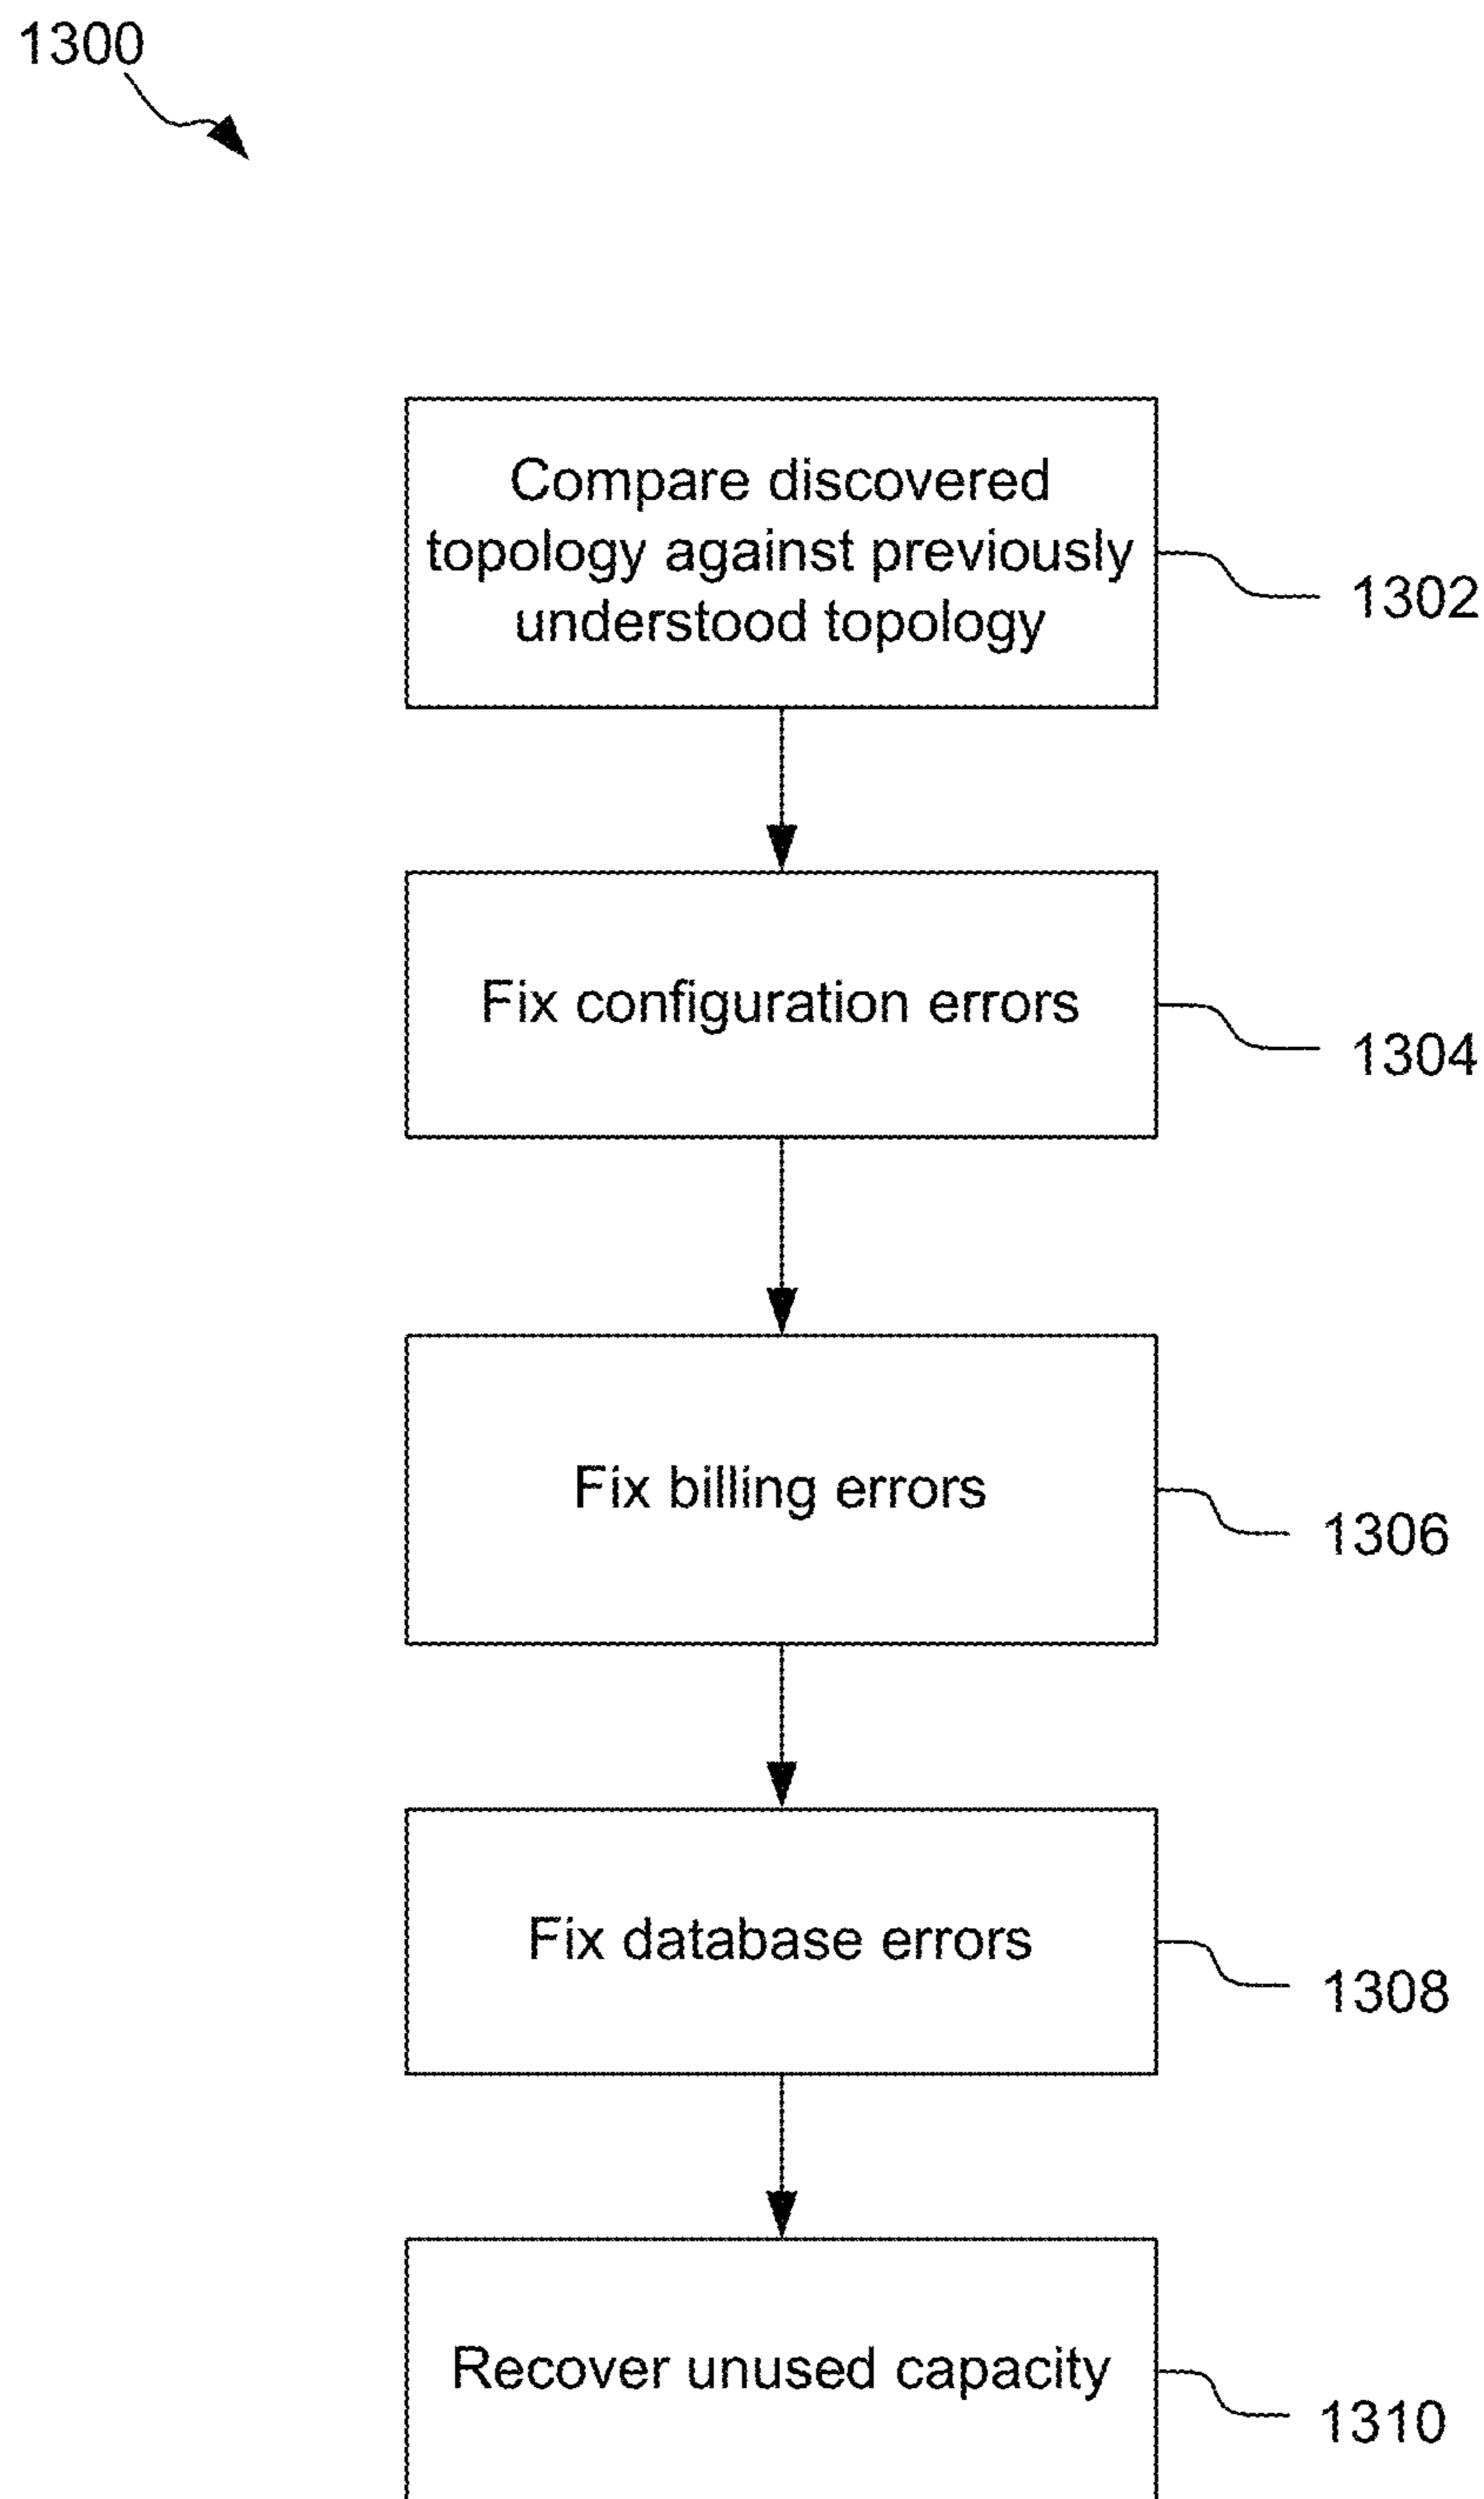 1300
Compare discovered
topology against previously
understood topology
1302
Fix configuration errors
1304
Fix billing errors
1306
Fix database errors
1308
Recover unused capacity
1310